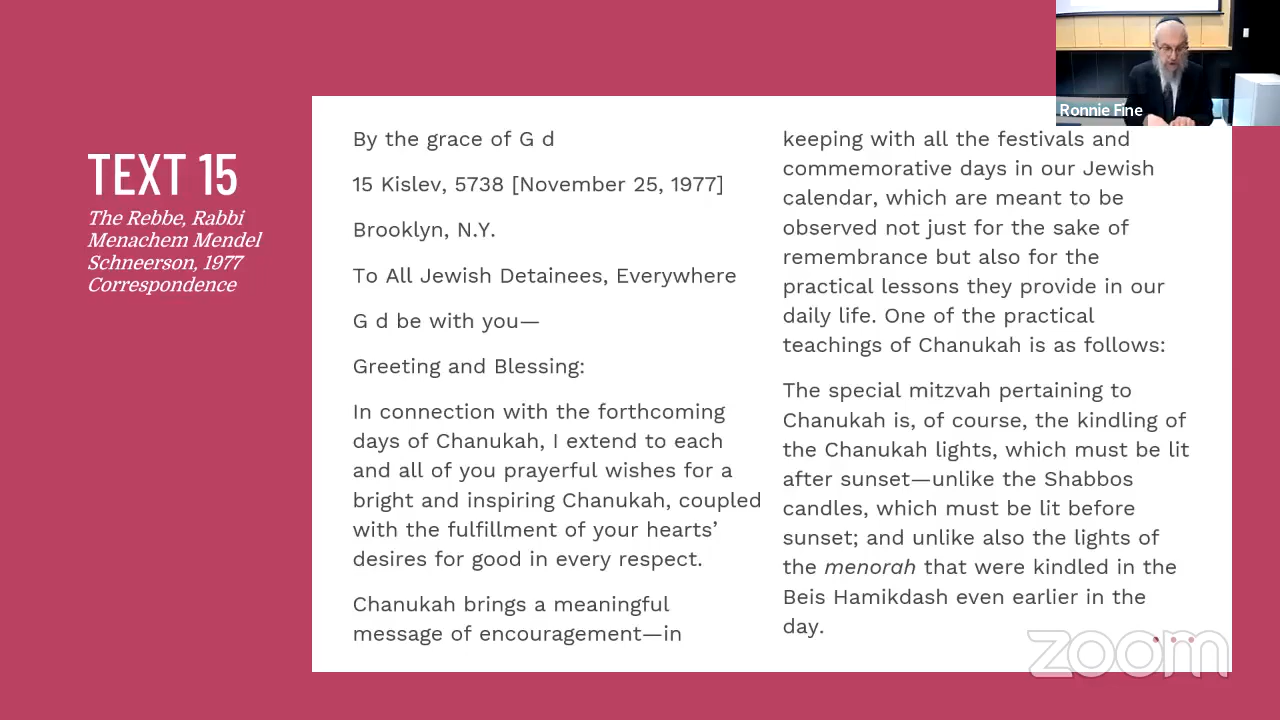 Ronnie Fine
TEXT 15
The Rebbe, Rabbi
Menachem Mendel
Schneerson, 1977
Correspondence
By the grace of G d
15 Kislev, 5738 [November 25, 1977]
Brooklyn, N.Y.
To All Jewish Detainees, Everywhere
G d be with you—
Greeting and Blessing:
In connection with the forthcoming
days of Chanukah, I extend to each
and all of you prayerful wishes for a
bright and inspiring Chanukah, coupled
with the fulfillment of your hearts’
desires for good in every respect.
Chanukah brings a meaningful
message of encouragement—in
keeping with all the festivals and
commemorative days in our Jewish
calendar, which are meant to be
observed not just for the sake of
remembrance but also for the
practical lessons they provide in our
daily life. One of the practical
teachings of Chanukah is as follows:
The special mitzvah pertaining to
Chanukah is, of course, the kindling of
the Chanukah lights, which must be lit
after sunset—unlike the Shabbos
candles, which must be lit before
sunset; and unlike also the lights of
the menorah that were kindled in the
Beis Hamikdash even earlier in the
day.
zoom